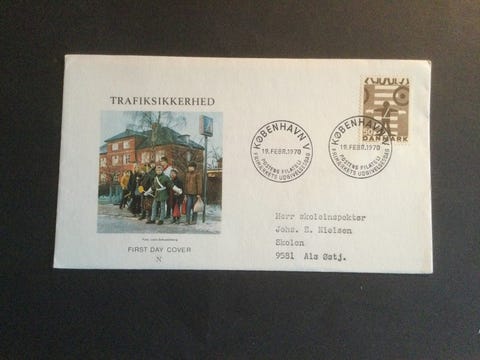 TRAFIKSIKKERHED
FIRST DAY COVER
N
KØBENHAVN V
19.FEBR.1970
POSTENS FILATELI
FRIMÆRKETS UDGIVELSESDAG
KØBENHAVN V
19.FEBR.1970
POSTENS FILATELI
FRIMÆRKETS UDGIVELSESDAG
50
DANMARK
Herr skoleinspektør
Johs. E. Nielsen
Skolen
9581 Als Østj.